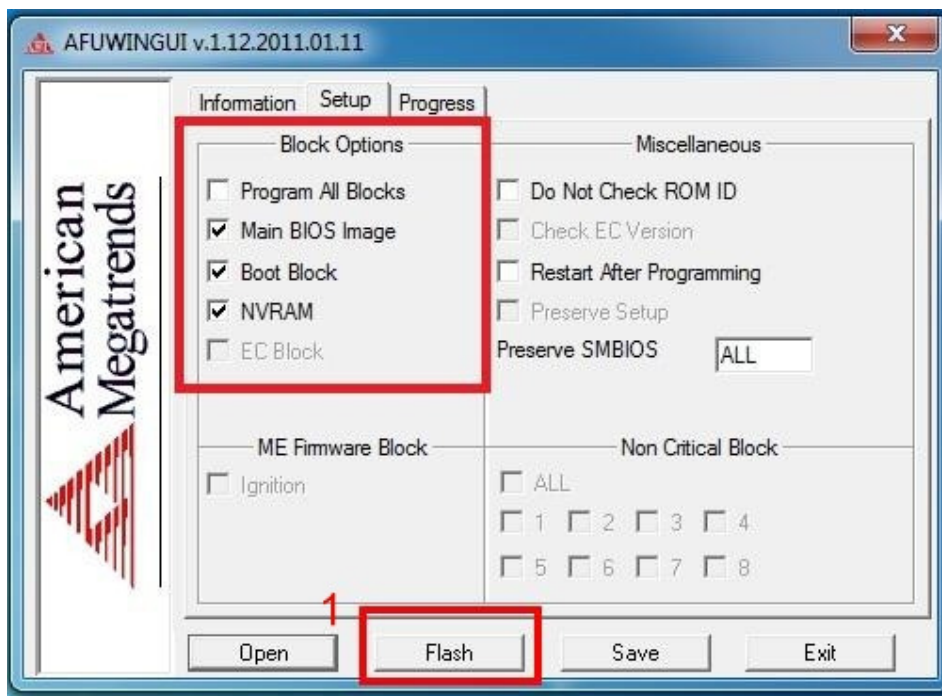 AFUWINGUI v.1.12.2011.01.11
American
Megatrends
Information Setup Progress
Block Options
Program All Blocks
Main BIOS Image
Boot Block
NVRAM
EC Block
Miscellaneous
Do Not Check ROM ID
Check EC Version
Restart After Programming
Preserve Setup
Preserve SMBIOS ALL
ME Firmware Block
Ignition
Non Critical Block
ALL
1 2 3 4
5 6 7 8
1
Open Flash Save Exit